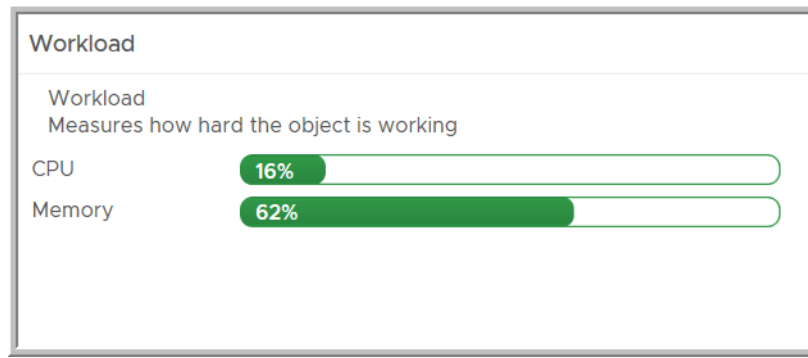 Workload
Workload
Measures how hard the object is working
CPU 16%
Memory 62%